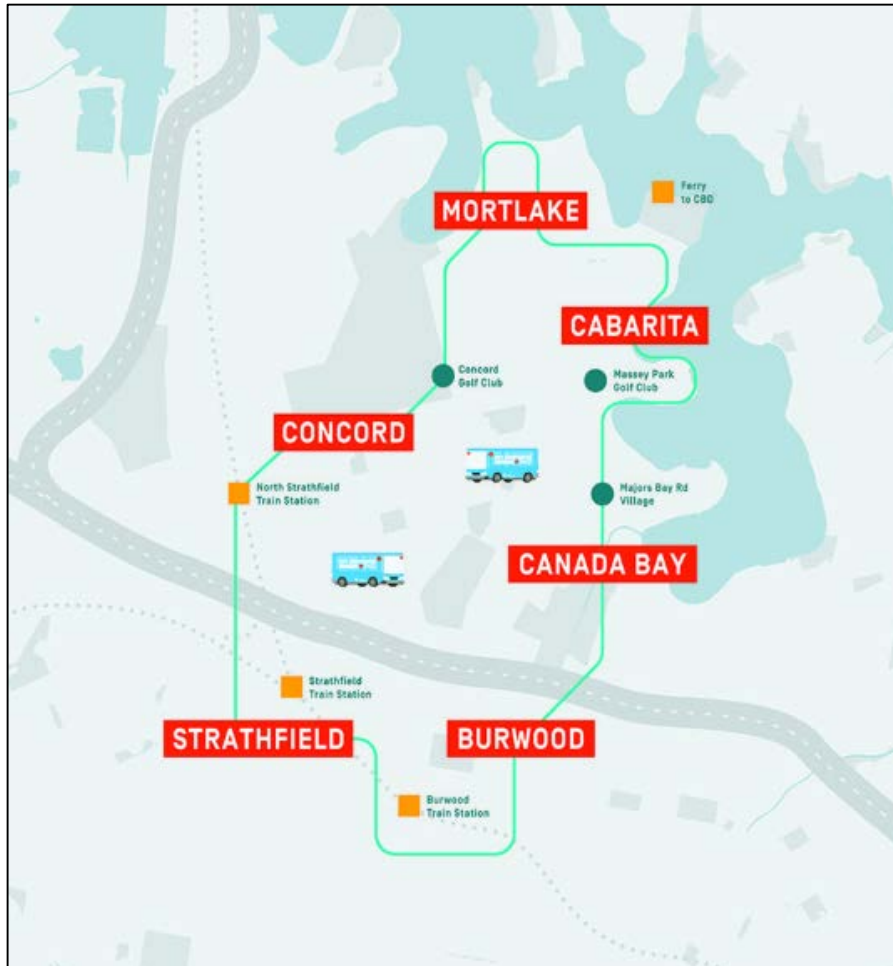 Ferry
to CBD
MORTLAKE
CABARITA
Concord
Golf Club
Massey Park
Golf Club
CONCORD
North Strathfield
Train Station
Majors Bay Rd
Village
CANADA BAY
Strathfield
Train Station
STRATHFIELD
BURWOOD
Burwood
Train Station